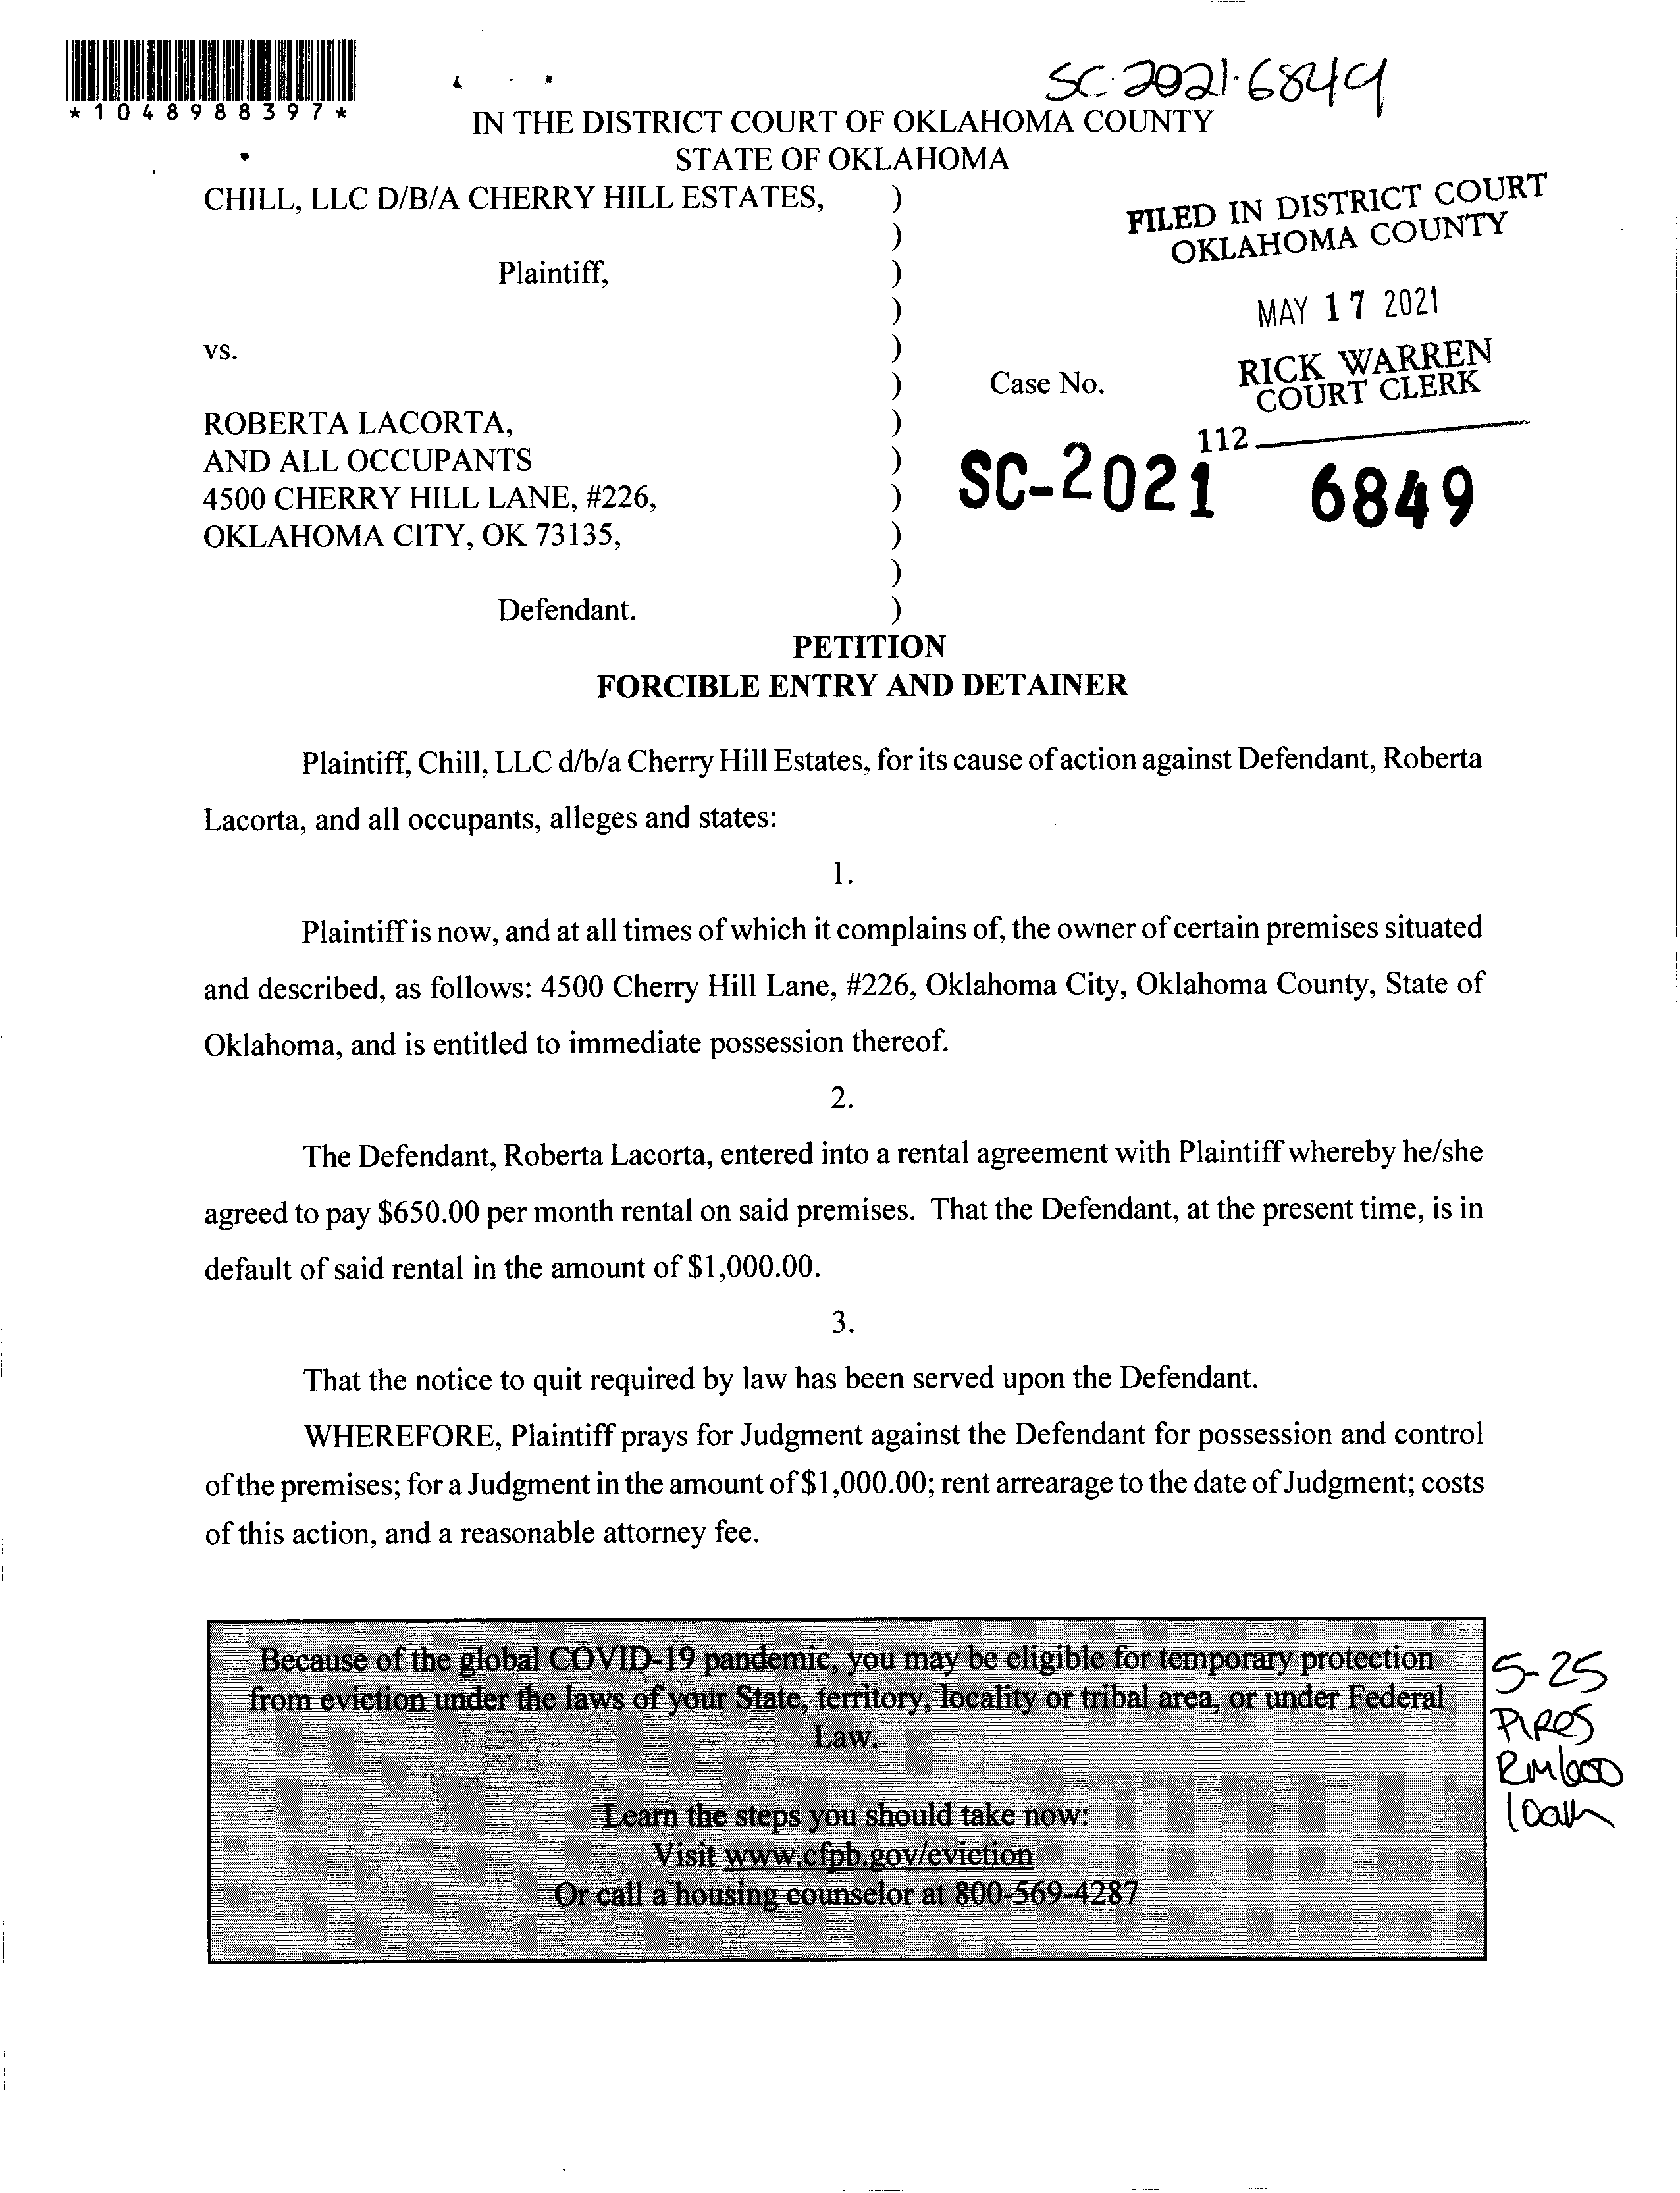 SC-2021-6849
*1048988397*
IN THE DISTRICT COURT OF OKLAHOMA COUNTY
STATE OF OKLAHOMA
CHILL, LLC D/B/A CHERRY HILL ESTATES, )
)
Plaintiff, )
)
vs. )
) Case No.
ROBERTA LACORTA, )
AND ALL OCCUPANTS )
4500 CHERRY HILL LANE, #226, )
OKLAHOMA CITY, OK 73135, )
)
Defendant. )
FILED IN DISTRICT COURT
OKLAHOMA COUNTY
MAY 17 2021
RICK WARREN
COURT CLERK
112
SC-2021 6849
PETITION
FORCIBLE ENTRY AND DETAINER
Plaintiff, Chill, LLC d/b/a Cherry Hill Estates, for its cause of action against Defendant, Roberta
Lacorta, and all occupants, alleges and states:
1.
Plaintiff is now, and at all times of which it complains of, the owner of certain premises situated
and described, as follows: 4500 Cherry Hill Lane, #226, Oklahoma City, Oklahoma County, State of
Oklahoma, and is entitled to immediate possession thereof.
2.
The Defendant, Roberta Lacorta, entered into a rental agreement with Plaintiff whereby he/she
agreed to pay $650.00 per month rental on said premises. That the Defendant, at the present time, is in
default of said rental in the amount of $1,000.00.
3.
That the notice to quit required by law has been served upon the Defendant.
WHEREFORE, Plaintiff prays for Judgment against the Defendant for possession and control
of the premises; for a Judgment in the amount of $1,000.00; rent arrearage to the date of Judgment; costs
of this action, and a reasonable attorney fee.
Because of the global COVID-19 pandemic, you may be eligible for temporary protection
from eviction under the laws of your State, territory, locality or tribal area, or under Federal
Law.
Learn the steps you should take now:
Visit www.cfpb.gov/eviction
Or call a housing counselor at 800-569-4287
5-25
PIROS
10am